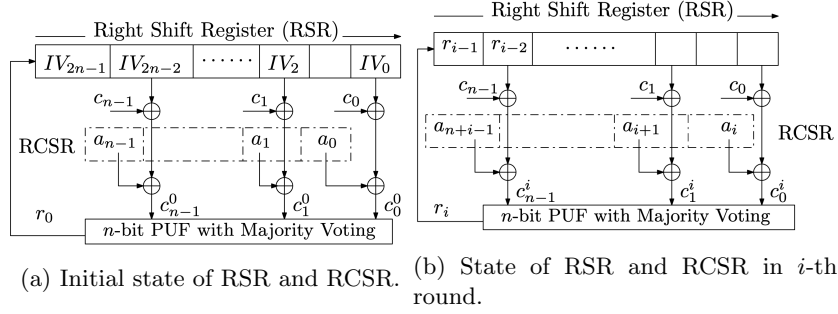 Right Shift Register (RSR)
IV_{2n−1} IV_{2n−2} ······ IV_2 IV_0
c_{n−1} c_1 c_0
RCSR a_{n−1} a_1 a_0
c^0_{n−1} c^0_1 c^0_0
r_0
n-bit PUF with Majority Voting
(a) Initial state of RSR and RCSR.
Right Shift Register (RSR)
r_{i−1} r_{i−2} ······
c_{n−1} c_1 c_0
a_{n+i−1} a_{i+1} a_i RCSR
c^i_{n−1} c^i_1 c^i_0
r_i
n-bit PUF with Majority Voting
(b) State of RSR and RCSR in i-th
round.